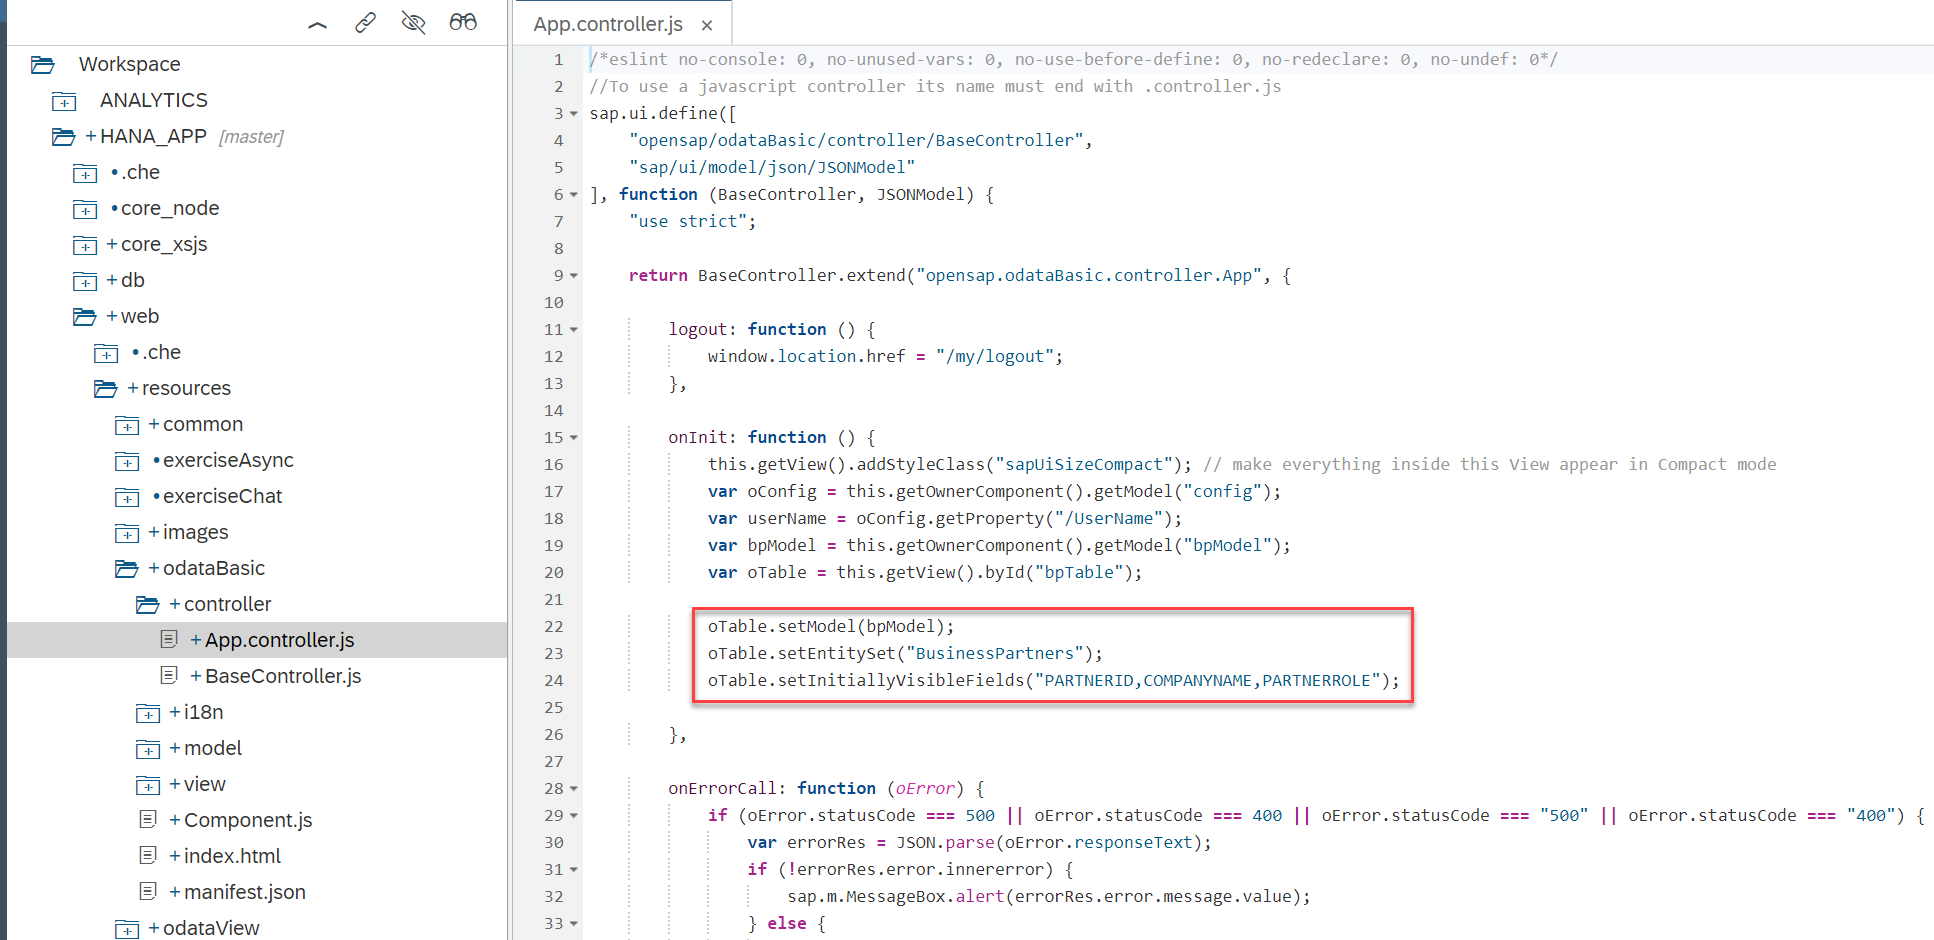 Workspace
ANALYTICS
+ HANA_APP [master]
• .che
• core_node
+ core_xsjs
+ db
+ web
• .che
+ resources
+ common
• exerciseAsync
• exerciseChat
+ images
+ odataBasic
+ controller
+ App.controller.js
+ BaseController.js
+ i18n
+ model
+ view
+ Component.js
+ index.html
+ manifest.json
+ odataView
App.controller.js ×
1 /*eslint no-console: 0, no-unused-vars: 0, no-use-before-define: 0, no-redeclare: 0, no-undef: 0*/
2 //To use a javascript controller its name must end with .controller.js
3 sap.ui.define([
4 "opensap/odataBasic/controller/BaseController",
5 "sap/ui/model/json/JSONModel"
6 ], function (BaseController, JSONModel) {
7 "use strict";
8
9 return BaseController.extend("opensap.odataBasic.controller.App", {
10
11 logout: function () {
12 window.location.href = "/my/logout";
13 },
14
15 onInit: function () {
16 this.getView().addStyleClass("sapUiSizeCompact"); // make everything inside this View appear in Compact mode
17 var oConfig = this.getOwnerComponent().getModel("config");
18 var userName = oConfig.getProperty("/UserName");
19 var bpModel = this.getOwnerComponent().getModel("bpModel");
20 var oTable = this.getView().byId("bpTable");
21
22 oTable.setModel(bpModel);
23 oTable.setEntitySet("BusinessPartners");
24 oTable.setInitiallyVisibleFields("PARTNERID,COMPANYNAME,PARTNERROLE");
25
26 },
27
28 onErrorCall: function (oError) {
29 if (oError.statusCode === 500 || oError.statusCode === 400 || oError.statusCode === "500" || oError.statusCode === "400") {
30 var errorRes = JSON.parse(oError.responseText);
31 if (!errorRes.error.innererror) {
32 sap.m.MessageBox.alert(errorRes.error.message.value);
33 } else {